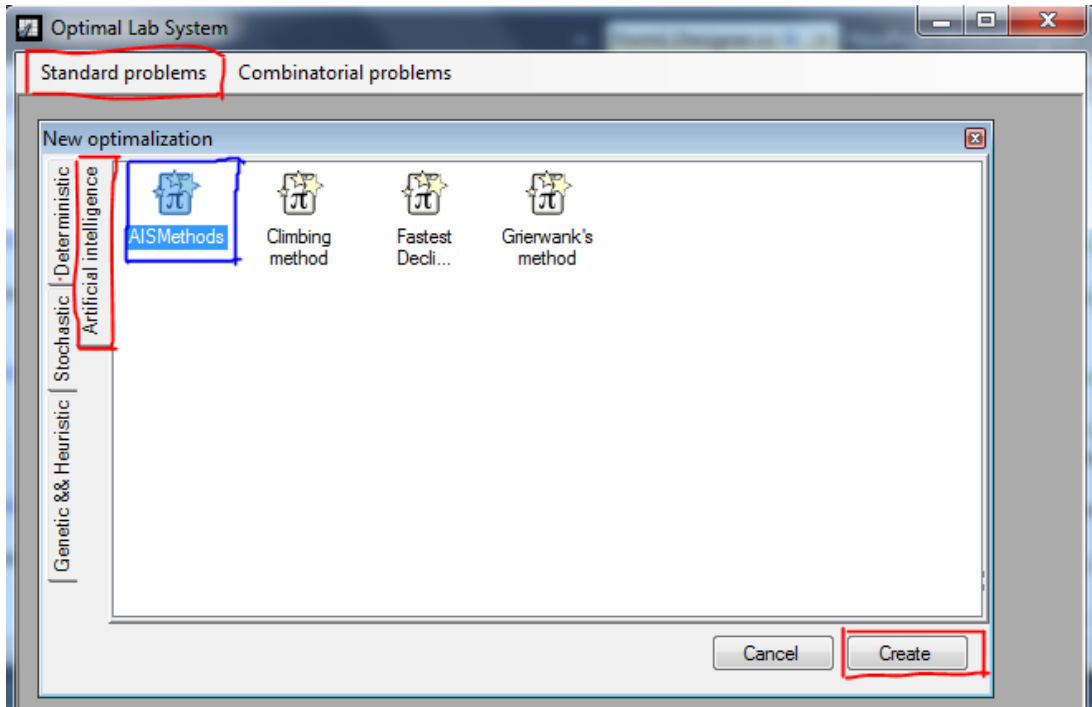 Optimal Lab System
Standard problems
Combinatorial problems
New optimalization
Deterministic
Stochastic
Genetic && Heuristic
Artificial intelligence
AISMethods
Climbing
method
Fastest
Decli...
Grierwank's
method
Cancel
Create